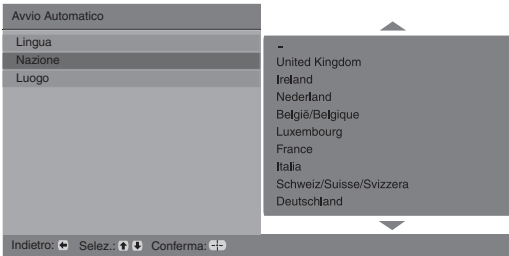 Avvio Automatico
Lingua
Nazione
Luogo
-
United Kingdom
Ireland
Nederland
België/Belgique
Luxembourg
France
Italia
Schweiz/Suisse/Svizzera
Deutschland
Indietro: Selez.: Conferma: